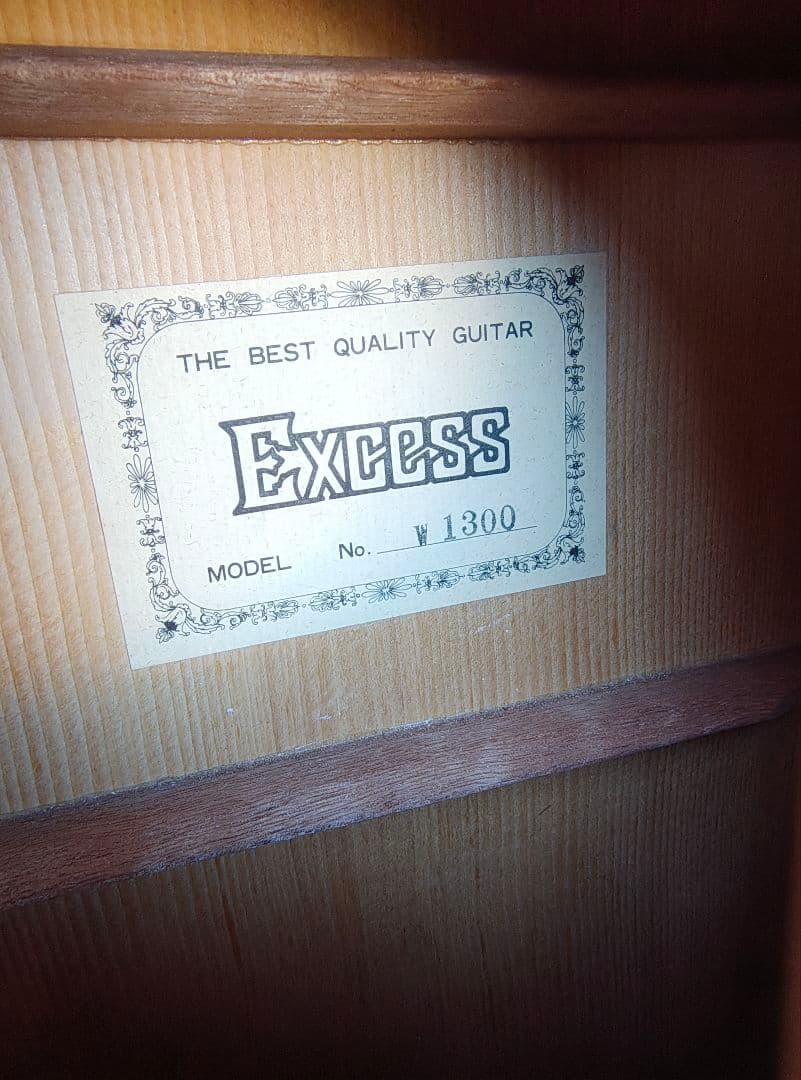 THE BEST QUALITY GUITAR
Excess
MODEL No. W 1300